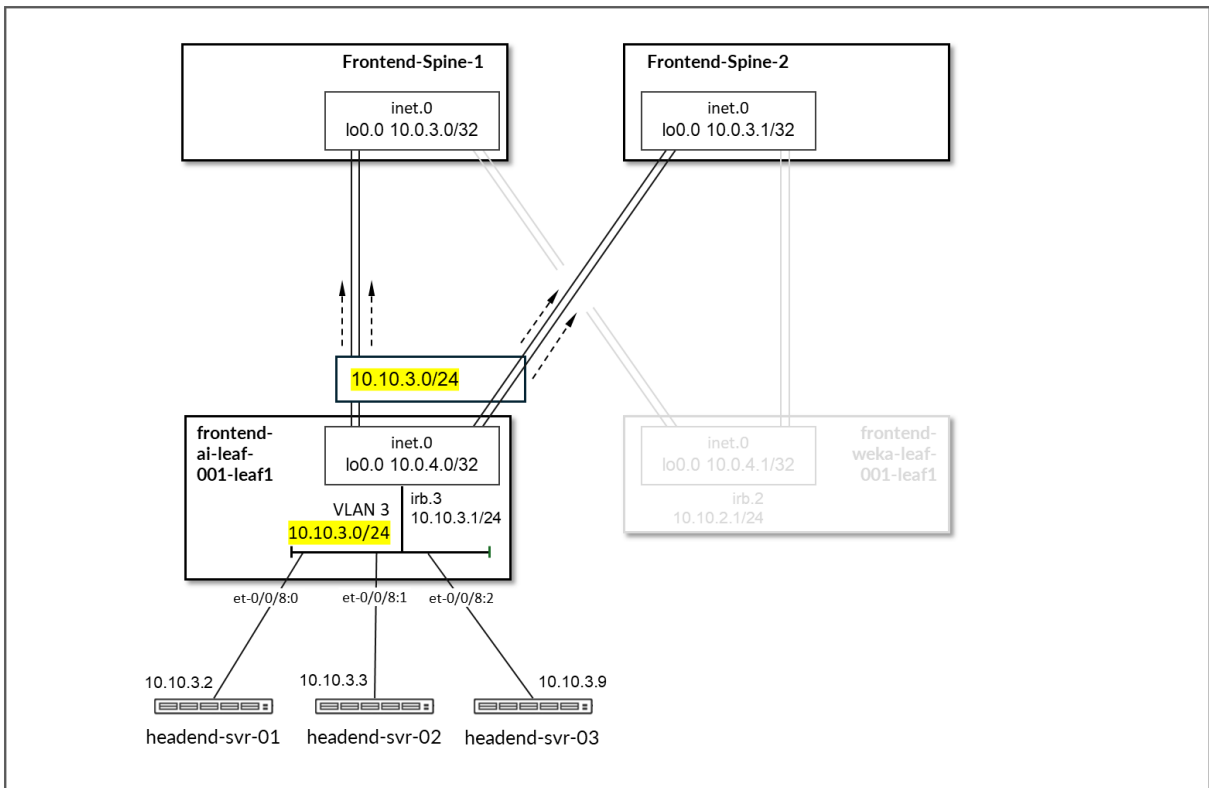 Frontend-Spine-1
inet.0
lo0.0 10.0.3.0/32
Frontend-Spine-2
inet.0
lo0.0 10.0.3.1/32
10.10.3.0/24
frontend-
ai-leaf-
001-leaf1
inet.0
lo0.0 10.0.4.0/32
irb.3
10.10.3.1/24
VLAN 3
10.10.3.0/24
inet.0
lo0.0 10.0.4.1/32
frontend-
weka-leaf-
001-leaf1
irb.2
10.10.2.1/24
et-0/0/8:0
et-0/0/8:1
et-0/0/8:2
10.10.3.2
10.10.3.3
10.10.3.9
headend-svr-01
headend-svr-02
headend-svr-03